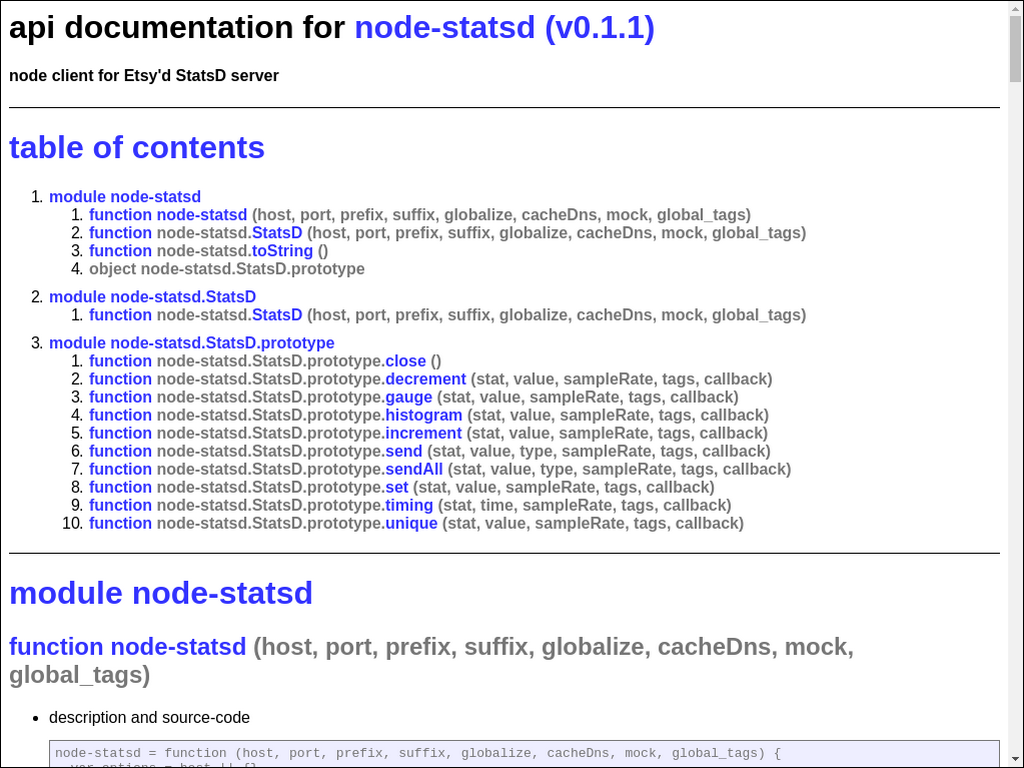 api documentation for node-statsd (v0.1.1)
node client for Etsy'd StatsD server
table of contents
1. module node-statsd
1. function node-statsd (host, port, prefix, suffix, globalize, cacheDns, mock, global_tags)
2. function node-statsd.StatsD (host, port, prefix, suffix, globalize, cacheDns, mock, global_tags)
3. function node-statsd.toString ()
4. object node-statsd.StatsD.prototype
2. module node-statsd.StatsD
1. function node-statsd.StatsD (host, port, prefix, suffix, globalize, cacheDns, mock, global_tags)
3. module node-statsd.StatsD.prototype
1. function node-statsd.StatsD.prototype.close ()
2. function node-statsd.StatsD.prototype.decrement (stat, value, sampleRate, tags, callback)
3. function node-statsd.StatsD.prototype.gauge (stat, value, sampleRate, tags, callback)
4. function node-statsd.StatsD.prototype.histogram (stat, value, sampleRate, tags, callback)
5. function node-statsd.StatsD.prototype.increment (stat, value, sampleRate, tags, callback)
6. function node-statsd.StatsD.prototype.send (stat, value, type, sampleRate, tags, callback)
7. function node-statsd.StatsD.prototype.sendAll (stat, value, type, sampleRate, tags, callback)
8. function node-statsd.StatsD.prototype.set (stat, value, sampleRate, tags, callback)
9. function node-statsd.StatsD.prototype.timing (stat, time, sampleRate, tags, callback)
10. function node-statsd.StatsD.prototype.unique (stat, value, sampleRate, tags, callback)
module node-statsd
function node-statsd (host, port, prefix, suffix, globalize, cacheDns, mock,
global_tags)
• description and source-code
node-statsd = function (host, port, prefix, suffix, globalize, cacheDns, mock, global_tags) {
var options = host || {}